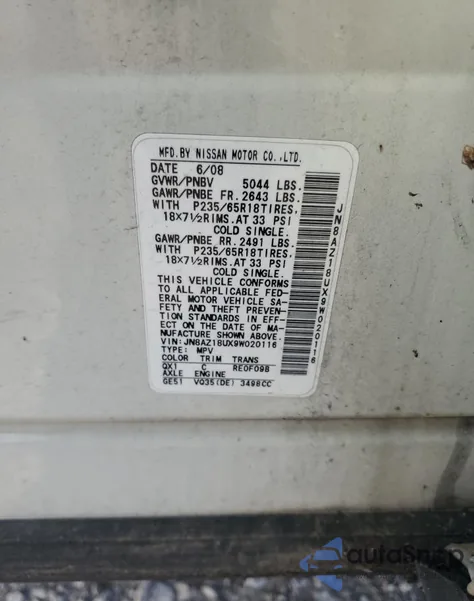 MFD.BY NISSAN MOTOR CO.,LTD.
DATE 6/08
GVWR/PNBV 5044 LBS.
GAWR/PNBE FR. 2643 LBS.
WITH P235/65R18TIRES,
18X7½RIMS.AT 33 PSI
COLD SINGLE.
GAWR/PNBE RR. 2491 LBS.
WITH P235/65R18TIRES,
18X7½RIMS.AT 33 PSI
COLD SINGLE.
THIS VEHICLE CONFORMS
TO ALL APPLICABLE FED-
ERAL MOTOR VEHICLE SA-
FETY AND THEFT PREVEN-
TION STANDARDS IN EFF-
ECT ON THE DATE OF MA-
NUFACTURE SHOWN ABOVE.
VIN:JN8AZ18UX9W020116
TYPE: MPV
COLOR TRIM TRANS
QX1 C RE0F09B
AXLE ENGINE
GE51 VQ35(DE) 3498CC
JN8AZ18UX9W020116
autoSnap